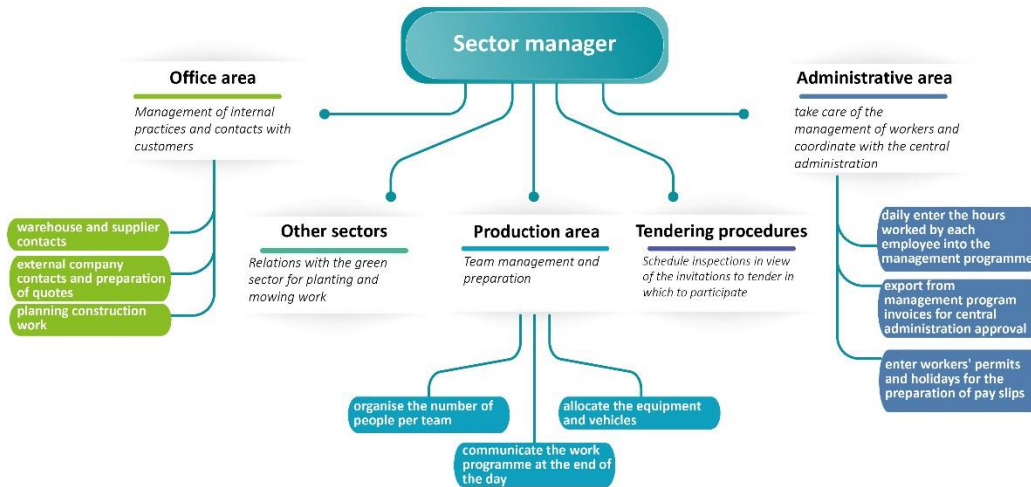 Sector manager
Office area
Management of internal
practices and contacts with
customers
warehouse and supplier
contacts
external company
contacts and preparation
of quotes
planning construction
work
Other sectors
Relations with the green
sector for planting and
mowing work
Production area
Team management and
preparation
organise the number of
people per team
communicate the work
programme at the end of
the day
allocate the equipment
and vehicles
Tendering procedures
Schedule inspections in view
of the invitations to tender in
which to participate
Administrative area
take care of the
management of workers and
coordinate with the central
administration
daily enter the hours
worked by each
employee into the
management programme
export from
management program
invoices for central
administration approval
enter workers' permits
and holidays for the
preparation of pay slips